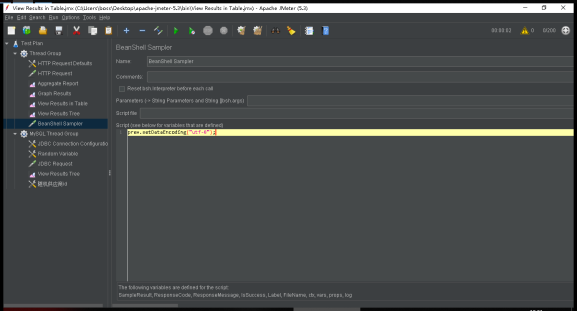 View Results in Table.jmx (C:\Users\boss\Desktop\apache-jmeter-5.3\bin\View Results in Table.jmx) - Apache JMeter (5.3)
File Edit Search Run Options Tools Help
00:00:03 0 0/200
Test Plan
Thread Group
HTTP Request Defaults
HTTP Request
Aggregate Report
Graph Results
View Results in Table
View Results Tree
BeanShell Sampler
MySQL Thread Group
JDBC Connection Configuratio
Random Variable
JDBC Request
View Results Tree
BeanShell Sampler
Name: BeanShell Sampler
Comments:
Reset bsh.Interpreter before each call
Parameters (-> String Parameters and String []bsh.args)
Script file
Script (see below for variables that are defined)
1 prev.setDataEncoding("utf-8");
The following variables are defined for the script:
SampleResult, ResponseCode, ResponseMessage, IsSuccess, Label, FileName, ctx, vars, props, log